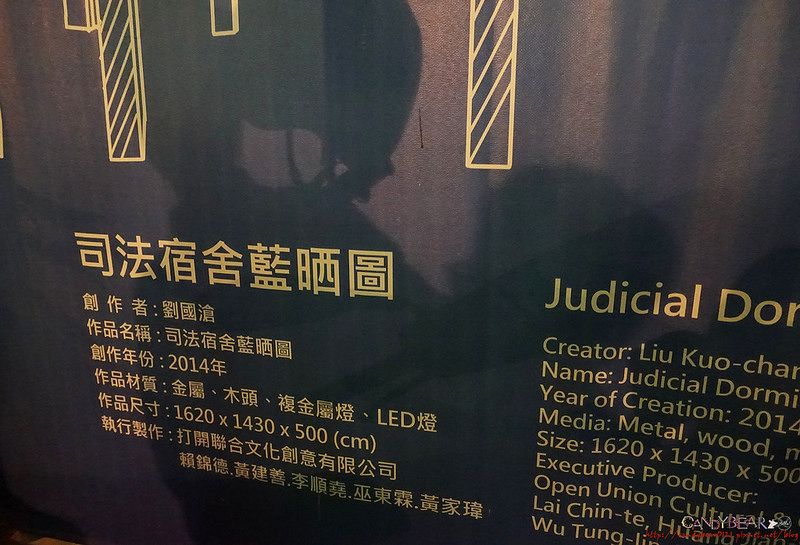 司法宿舍藍晒圖
創 作 者 : 劉國滄
作品名稱 : 司法宿舍藍晒圖
創作年份 : 2014年
作品材質 : 金屬、木頭、複金屬燈、LED燈
作品尺寸 : 1620 x 1430 x 500 (cm)
執行製作 : 打開聯合文化創意有限公司
賴錦德.黃建善.李順堯.巫東霖.黃家瑋
Judicial Dor
Creator: Liu Kuo-chan
Name: Judicial Dormi
Year of Creation: 2014
Media: Metal, wood, m
Size: 1620 x 1430 x 500
Executive Producer:
Open Union Cultural &
Lai Chin-te, Huang Jian-
Wu Tung-lin
CANDYBEAR